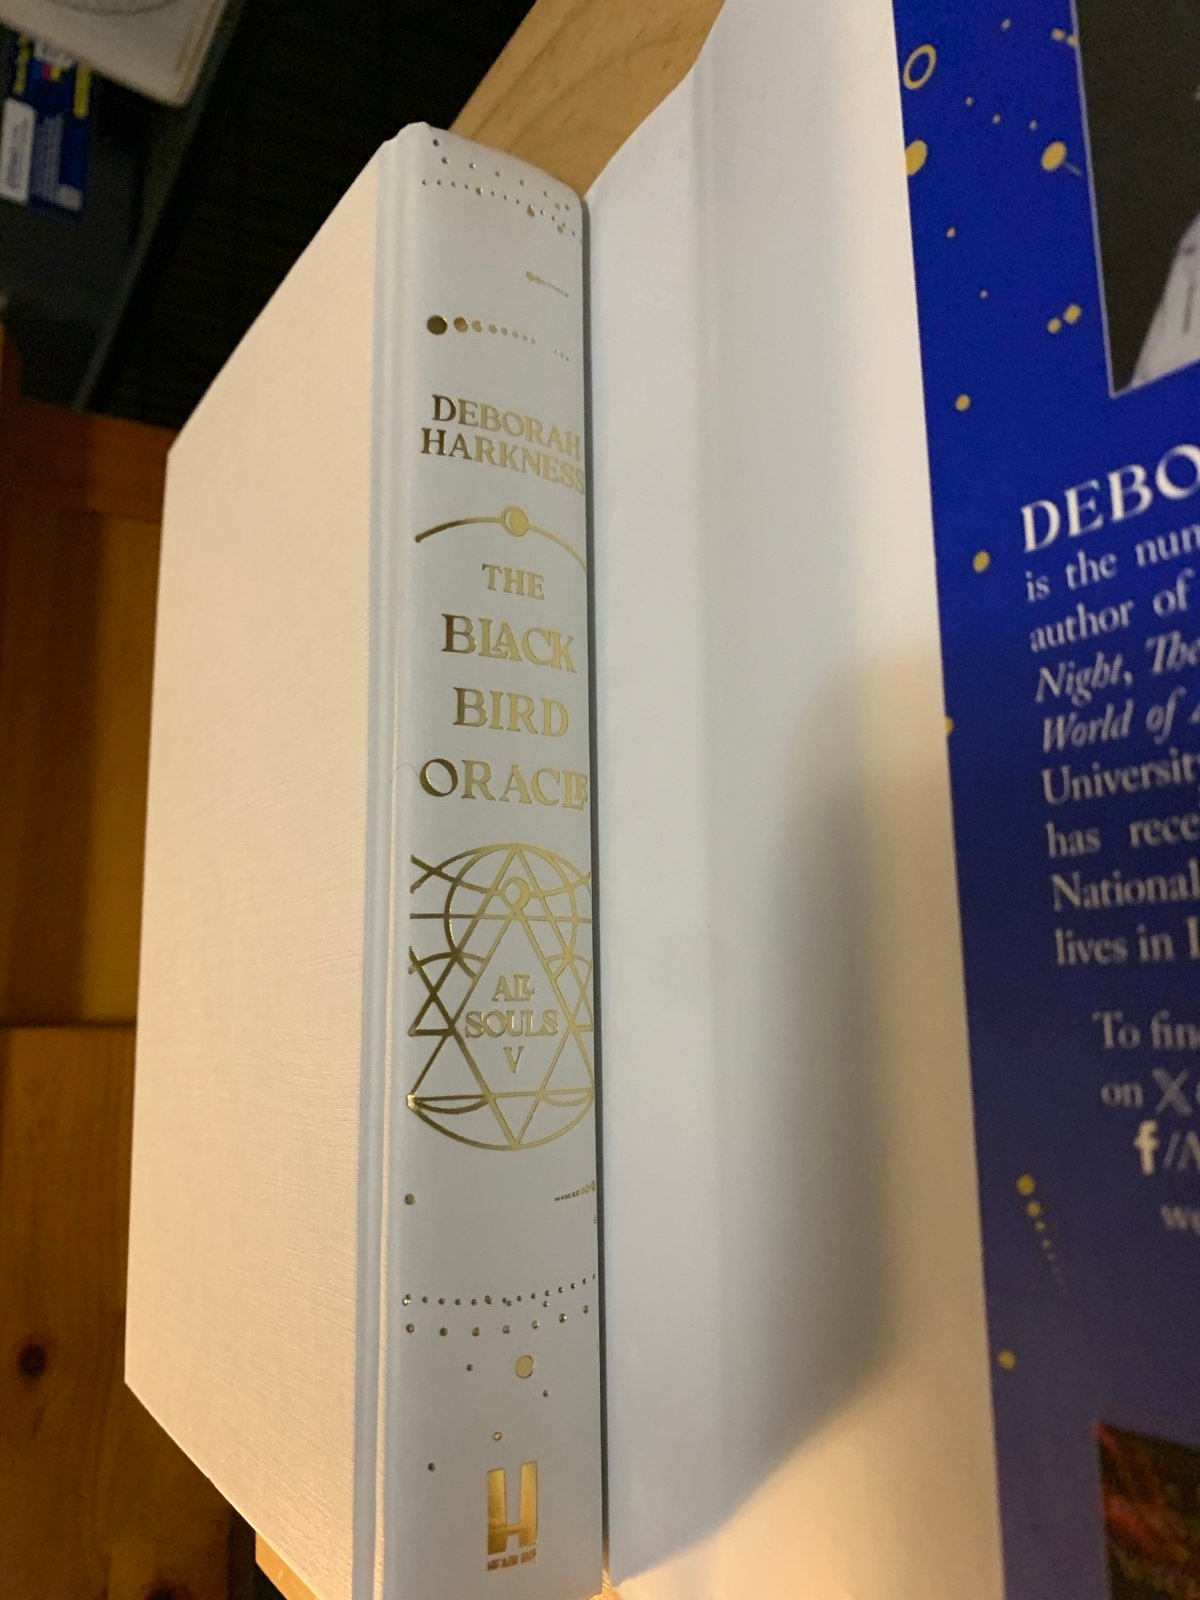 DEBORAH
HARKNESS
THE
BLACK
BIRD
ORACLE
ALL
SOULS
V
H
DEBO
is the num
author of
Night, The
World of
University
has rece
National
lives in
To fin
on X
f //
we